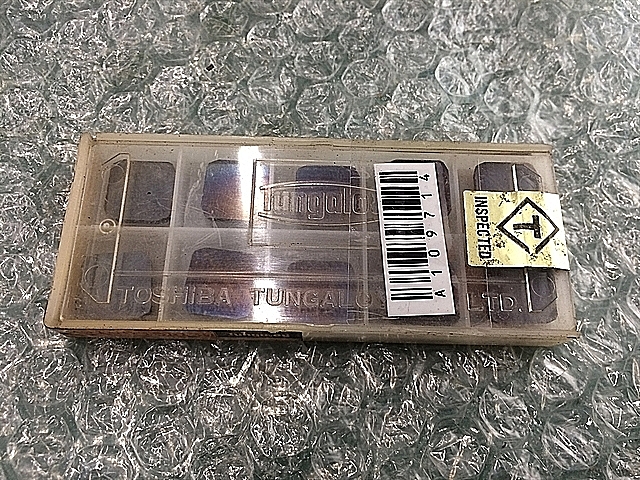 Tungaloy
A109714
T
INSPECTED
TOSHIBA TUNGALOY LTD.